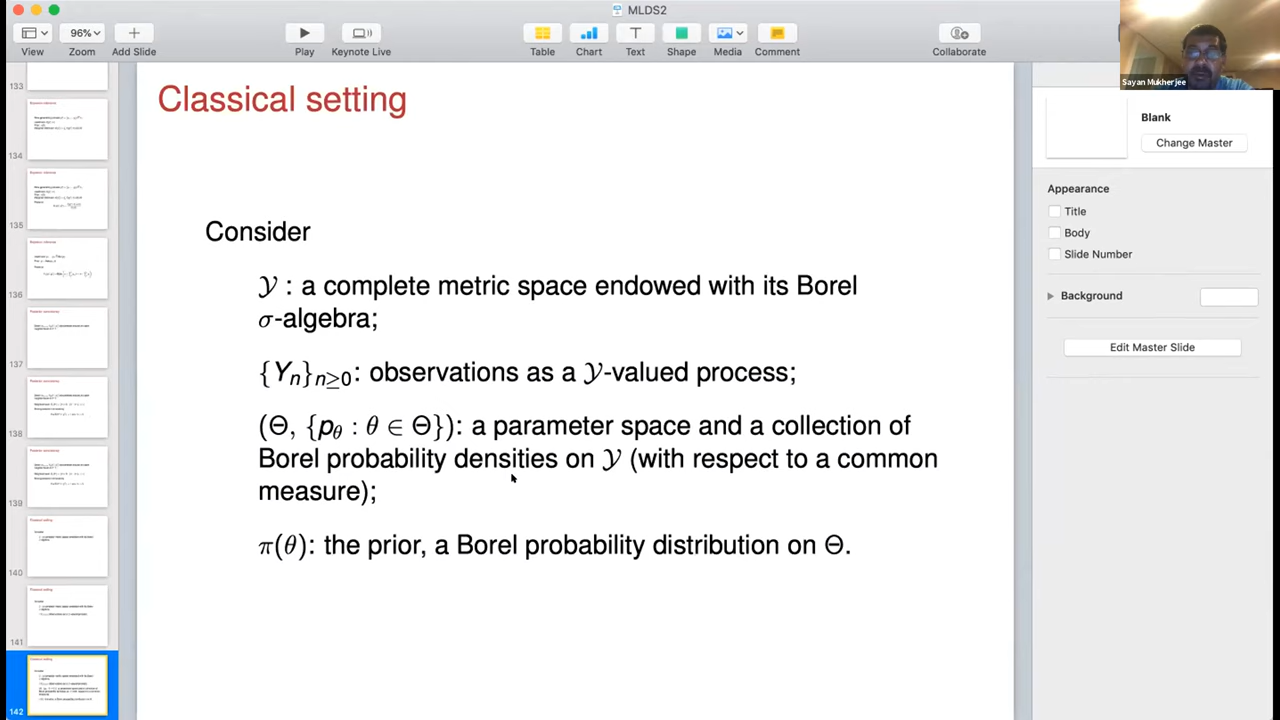 MLDS2
96%
View
Zoom
Add Slide
Play
Keynote Live
Table
Chart
Text
Shape
Media
Comment
Collaborate
Sayan Mukherjee
Classical setting
Consider
𝒴 : a complete metric space endowed with its Borel
σ-algebra;
{Yₙ}ₙ≥₀: observations as a 𝒴-valued process;
(Θ, {p_θ : θ ∈ Θ}): a parameter space and a collection of
Borel probability densities on 𝒴 (with respect to a common
measure);
π(θ): the prior, a Borel probability distribution on Θ.
133
134
135
136
137
138
139
140
141
142
Blank
Change Master
Appearance
Title
Body
Slide Number
Background
Edit Master Slide